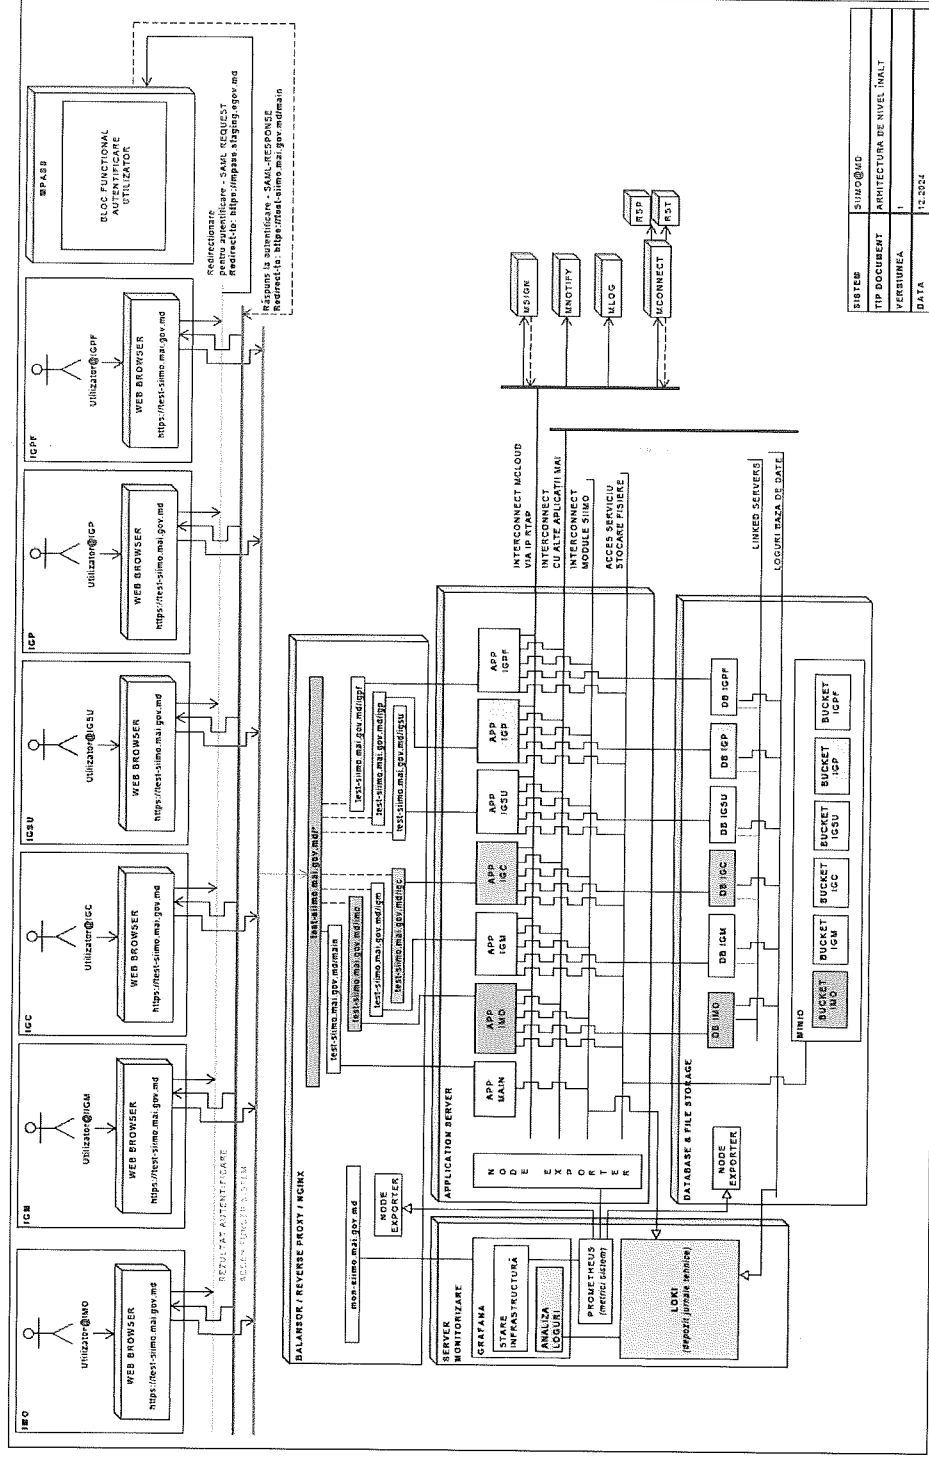 IMO
Utilizator@IMO
WEB BROWSER
https://test-siimo.mai.gov.md
IGM
Utilizator@IGM
WEB BROWSER
https://test-siimo.mai.gov.md
IGC
Utilizator@IGC
WEB BROWSER
https://test-siimo.mai.gov.md
IGSU
Utilizator@IGSU
WEB BROWSER
https://test-siimo.mai.gov.md
IGP
Utilizator@IGP
WEB BROWSER
https://test-siimo.mai.gov.md
IGPF
Utilizator@IGPF
WEB BROWSER
https://test-siimo.mai.gov.md
MPASS
BLOC FUNCTIONAL
AUTENTIFICARE
UTILIZATOR
Redirectionare
pentru autentificare - SAML REQUEST
Redirect-to: https://mpass.staging.egov.md
Răspuns la autentificare - SAML-RESPONSE
Redirect-to: https://test-siimo.mai.gov.md/main
REZULTAT AUTENTIFICARE
BALANSOR / REVERSE PROXY / NGINX
mon-siimo.mai.gov.md
NODE
EXPORTER
test-siimo.mai.gov.md/*
test-siimo.mai.gov.md/main
test-siimo.mai.gov.md/imo
test-siimo.mai.gov.md/igm
test-siimo.mai.gov.md/igc
test-siimo.mai.gov.md/igpf
test-siimo.mai.gov.md/igp
test-siimo.mai.gov.md/igsu
SERVER
MONITORIZARE
GRAFANA
STARE
INFRASTRUCTURĂ
ANALIZA
LOGURI
PROMETHEUS
(metrici sistem)
LOKI
(depozit jurnale tehnice)
APPLICATION SERVER
NODE EXPORTER
APP
MAIN
APP
IMO
APP
IGM
APP
IGC
APP
IGSU
APP
IGP
APP
IGPF
INTERCONNECT MCLOUD
VIA IP RTAP
INTERCONNECT
CU ALTE APLICATII MAI
INTERCONNECT
MODULE SIIMO
ACCES SERVICIU
STOCARE FISIERE
MSIGN
MNOTIFY
MLOG
MCONNECT
RSP
RST
DATABASE & FILE STORAGE
NODE
EXPORTER
DB IMO
DB IGM
DB IGC
DB IGSU
DB IGP
DB IGPF
LINKED SERVERS
LOGURI BAZA DE DATE
MINIO
BUCKET
IMO
BUCKET
IGM
BUCKET
IGC
BUCKET
IGSU
BUCKET
IGP
BUCKET
IGPF
SISTEM SIIMO@MD
TIP DOCUMENT ARHITECTURA DE NIVEL ÎNALT
VERSIUNEA 1
DATA 12.2024